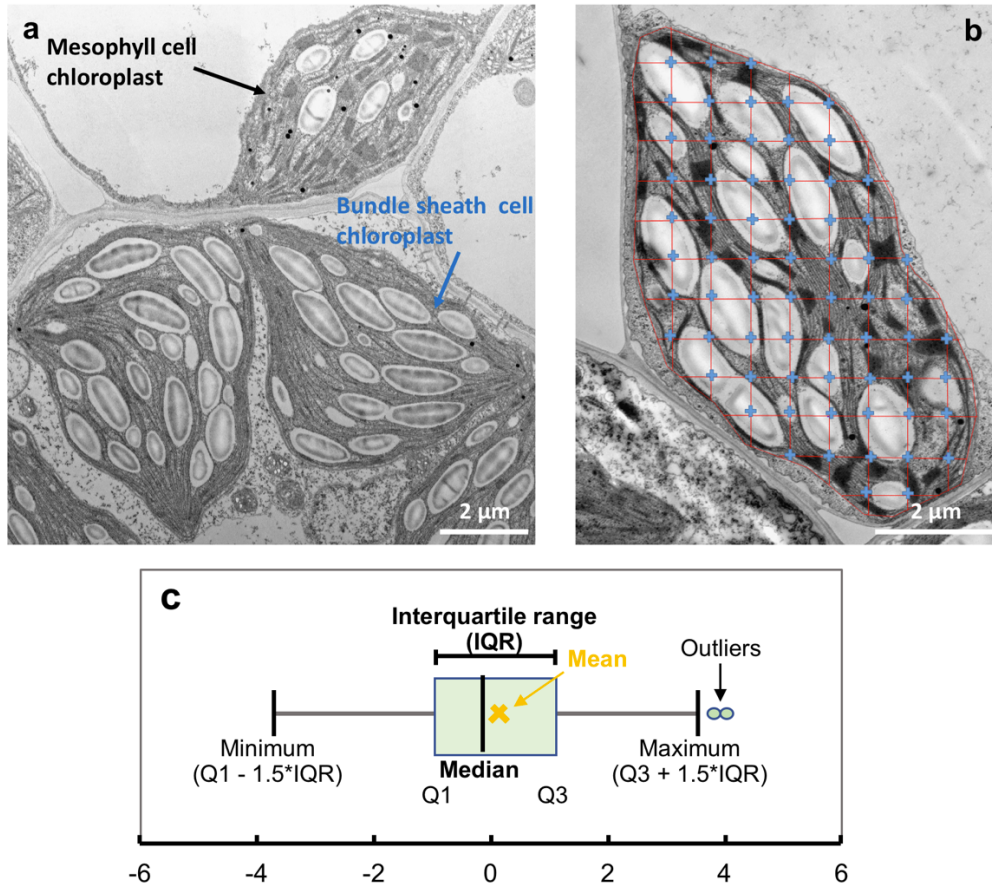 a
Mesophyll cell
chloroplast
Bundle sheath cell
chloroplast
2 μm
b
2 μm
c
Interquartile range
(IQR)
Mean
Outliers
Minimum
(Q1 - 1.5*IQR)
Median
Maximum
(Q3 + 1.5*IQR)
Q1
Q3
-6
-4
-2
0
2
4
6